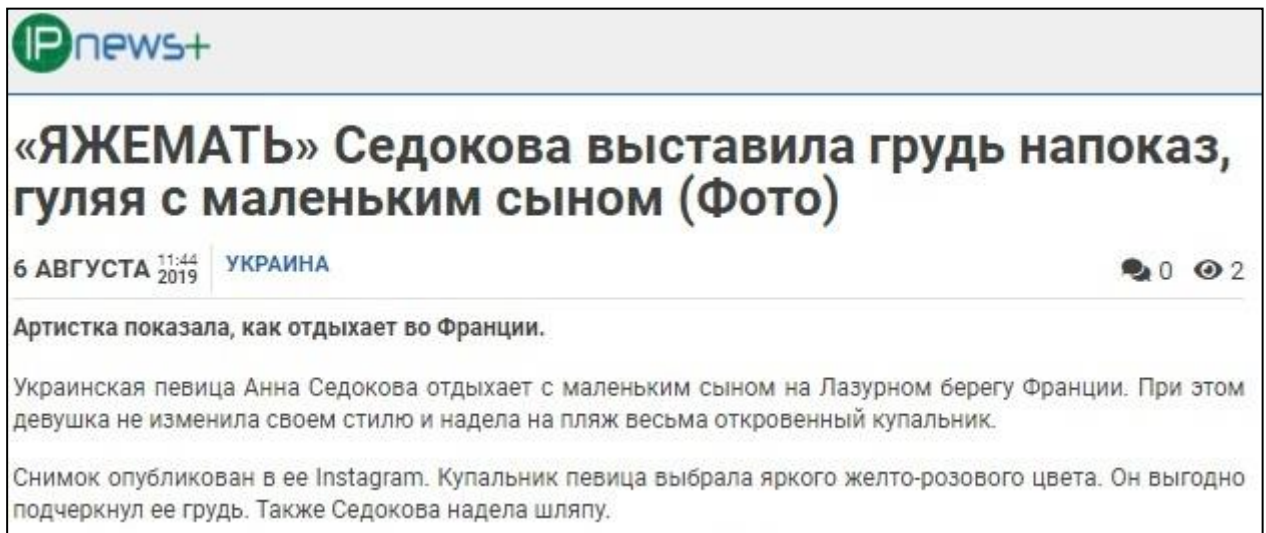 IPnews+
«ЯЖЕМАТЬ» Седокова выставила грудь напоказ,
гуляя с маленьким сыном (Фото)
6 АВГУСТА 11:44 2019 УКРАИНА 0 2
Артистка показала, как отдыхает во Франции.
Украинская певица Анна Седокова отдыхает с маленьким сыном на Лазурном берегу Франции. При этом
девушка не изменила своем стилю и надела на пляж весьма откровенный купальник.
Снимок опубликован в ее Instagram. Купальник певица выбрала яркого желто-розового цвета. Он выгодно
подчеркнул ее грудь. Также Седокова надела шляпу.